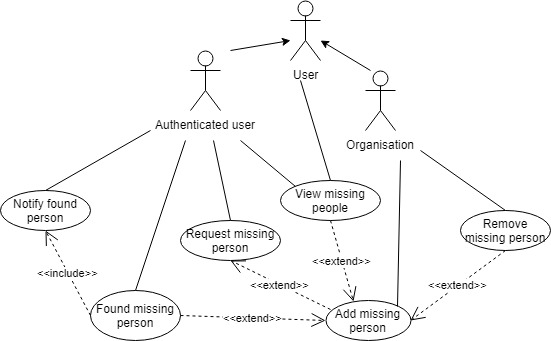 User
Authenticated user
Organisation
Notify found
person
Request missing
person
View missing
people
Remove
missing person
<<extend>>
<<include>>
<<extend>>
<<extend>>
Found missing
person
<<extend>>
Add missing
person